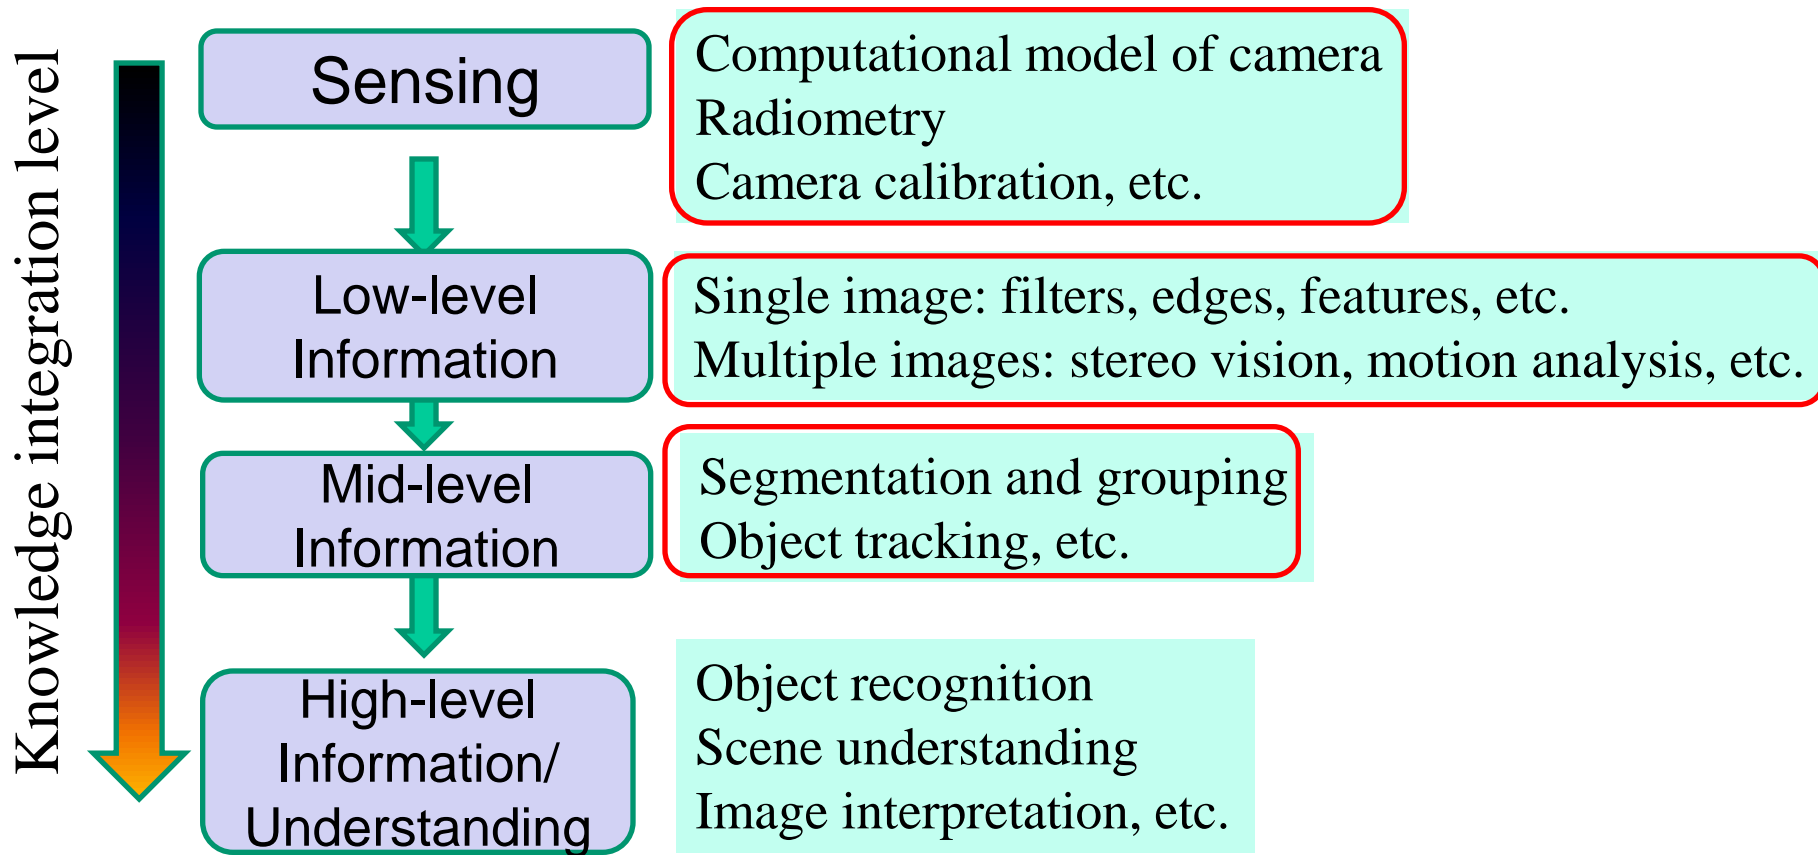 Knowledge integration level
Sensing
Computational model of camera
Radiometry
Camera calibration, etc.
Low-level
Information
Single image: filters, edges, features, etc.
Multiple images: stereo vision, motion analysis, etc.
Mid-level
Information
Segmentation and grouping
Object tracking, etc.
High-level
Information/
Understanding
Object recognition
Scene understanding
Image interpretation, etc.